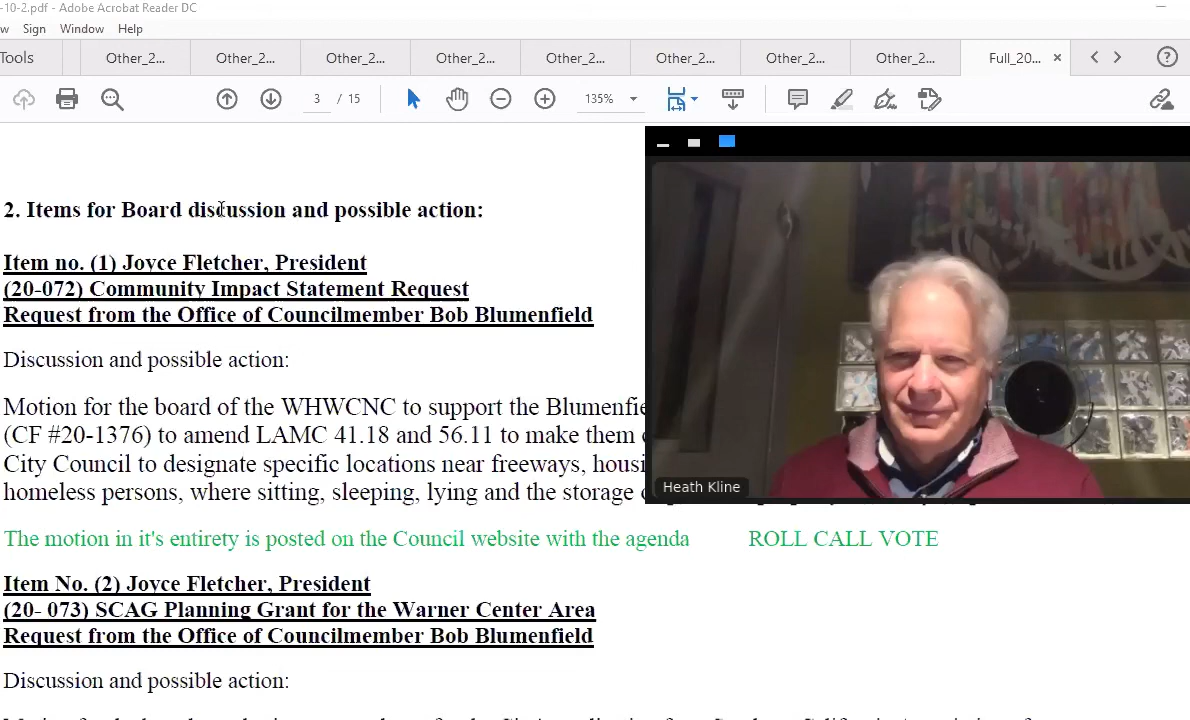 -10-2.pdf - Adobe Acrobat Reader DC
w Sign Window Help
Tools Other_2... Other_2... Other_2... Other_2... Other_2... Other_2... Other_2... Other_2... Full_20... ×
3 / 15 135%
2. Items for Board discussion and possible action:
Item no. (1) Joyce Fletcher, President
(20-072) Community Impact Statement Request
Request from the Office of Councilmember Bob Blumenfield
Discussion and possible action:
Motion for the board of the WHWCNC to support the Blumenfie
(CF #20-1376) to amend LAMC 41.18 and 56.11 to make them
City Council to designate specific locations near freeways, housi
homeless persons, where sitting, sleeping, lying and the storage
Heath Kline
The motion in it's entirety is posted on the Council website with the agenda ROLL CALL VOTE
Item No. (2) Joyce Fletcher, President
(20- 073) SCAG Planning Grant for the Warner Center Area
Request from the Office of Councilmember Bob Blumenfield
Discussion and possible action: